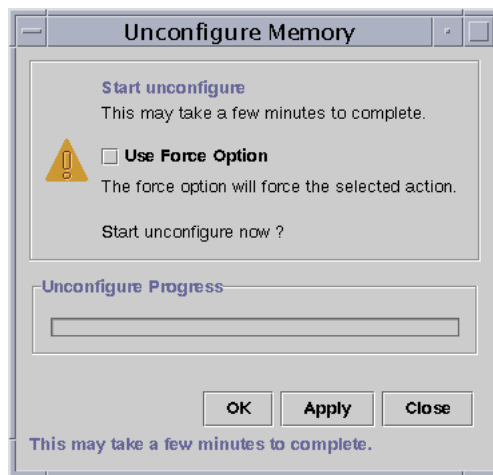 Unconfigure Memory
Start unconfigure
This may take a few minutes to complete.
Use Force Option
The force option will force the selected action.
Start unconfigure now ?
Unconfigure Progress
OK Apply Close
This may take a few minutes to complete.